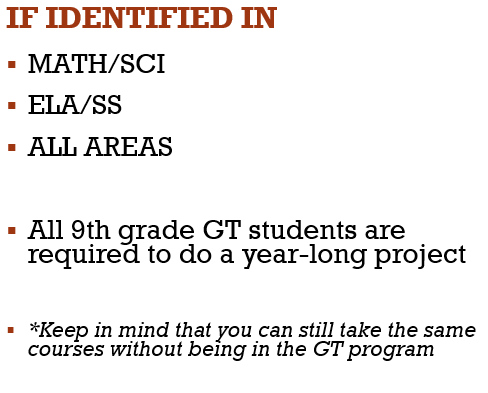 IF IDENTIFIED IN
▪ MATH/SCI
▪ ELA/SS
▪ ALL AREAS
▪ All 9th grade GT students are
required to do a year-long project
▪ *Keep in mind that you can still take the same
courses without being in the GT program